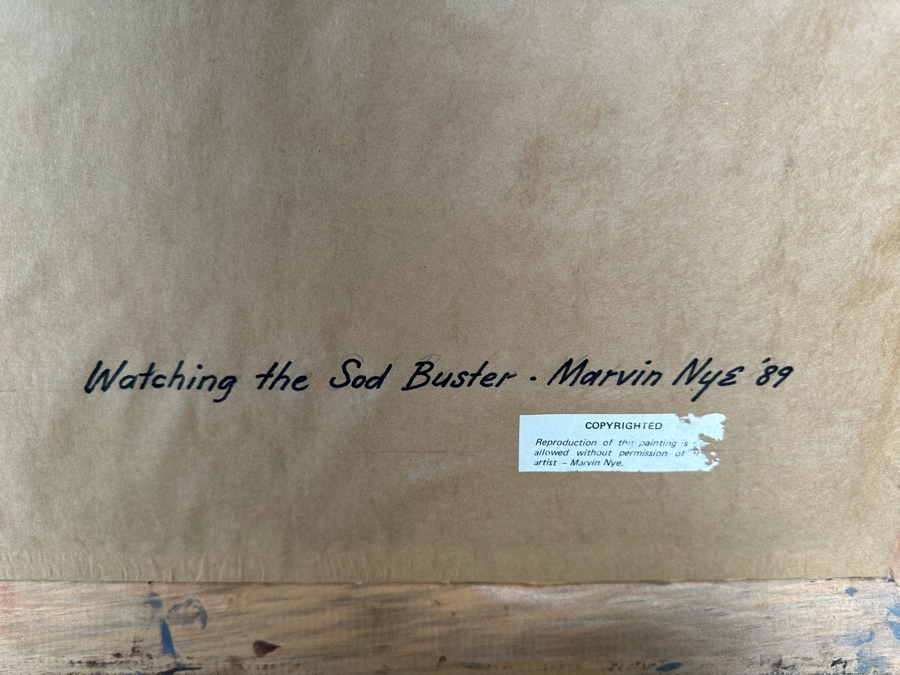 Watching the Sod Buster · Marvin Nye '89
COPYRIGHTED
Reproduction of this painting is
allowed without permission of
artist – Marvin Nye.